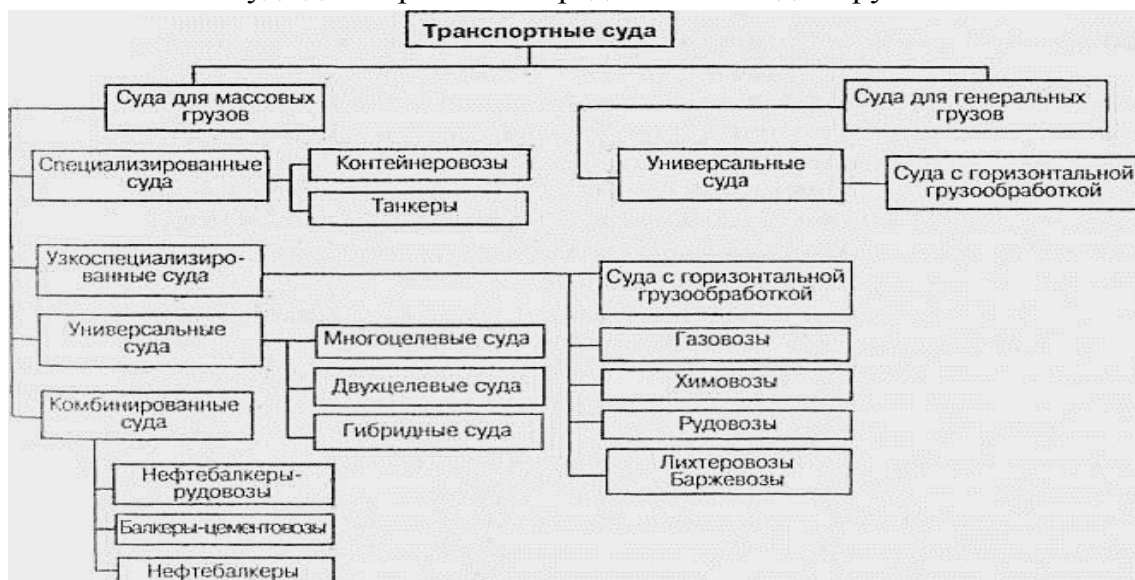 Транспортные суда
Суда для массовых
грузов
Суда для генеральных
грузов
Специализированные
суда
Контейнеровозы
Танкеры
Универсальные
суда
Суда с горизонтальной
грузообработкой
Узкоспециализиро-
ванные суда
Суда с горизонтальной
грузообработкой
Газовозы
Химовозы
Рудовозы
Лихтеровозы
Баржевозы
Универсальные
суда
Многоцелевые суда
Двухцелевые суда
Гибридные суда
Комбинированные
суда
Нефтебалкеры-
рудовозы
Балкеры-цементовозы
Нефтебалкеры